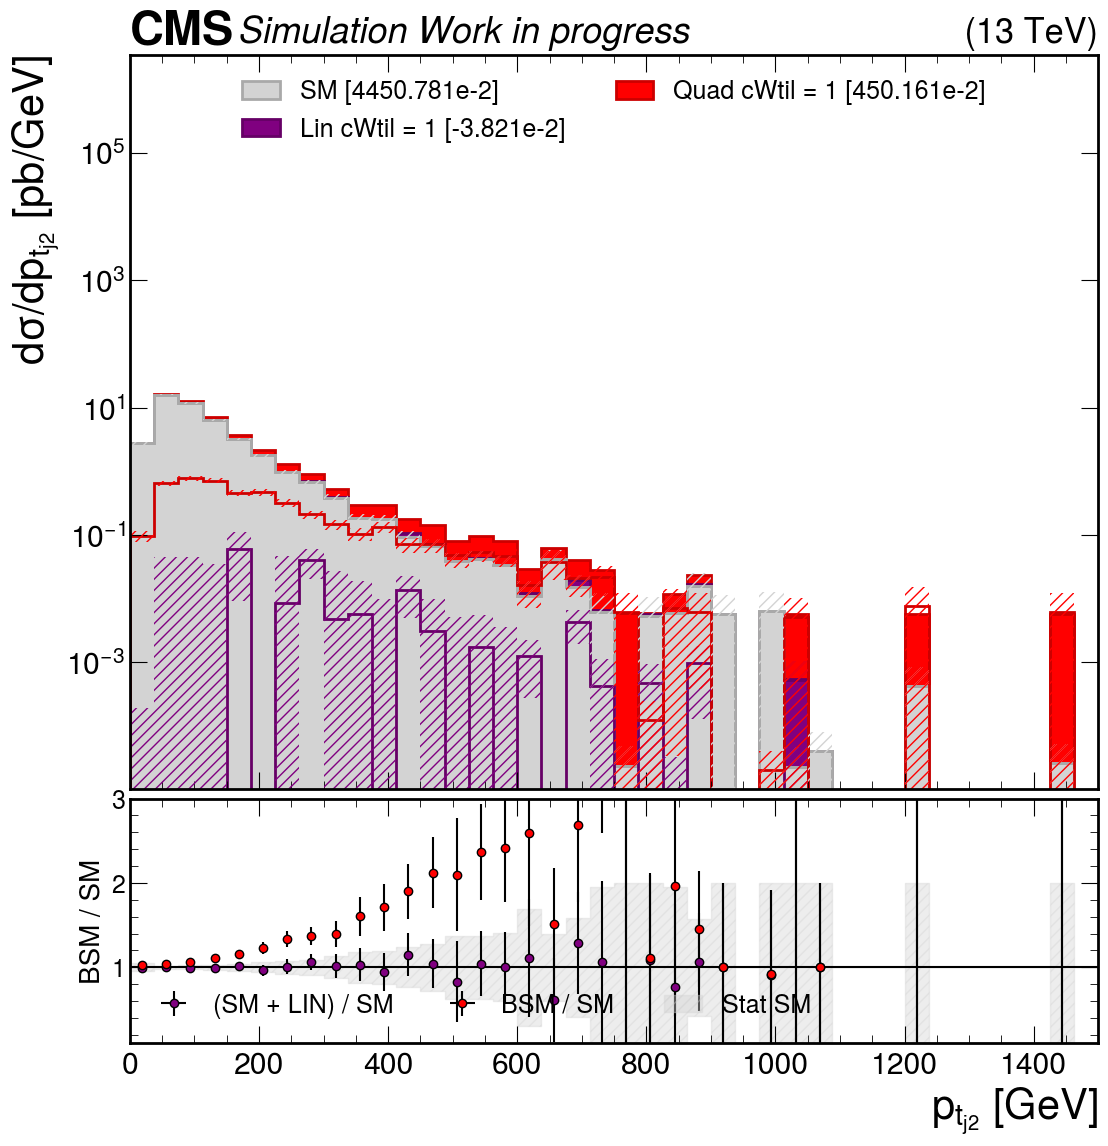 CMS Simulation Work in progress (13 TeV)
SM [4450.781e-2]
Quad cWtil = 1 [450.161e-2]
Lin cWtil = 1 [-3.821e-2]
dσ/dp_{t_{j2}} [pb/GeV]
10^5
10^3
10^1
10^{-1}
10^{-3}
BSM / SM
3
2
1
(SM + LIN) / SM
BSM / SM
Stat SM
0 200 400 600 800 1000 1200 1400
p_{t_{j2}} [GeV]